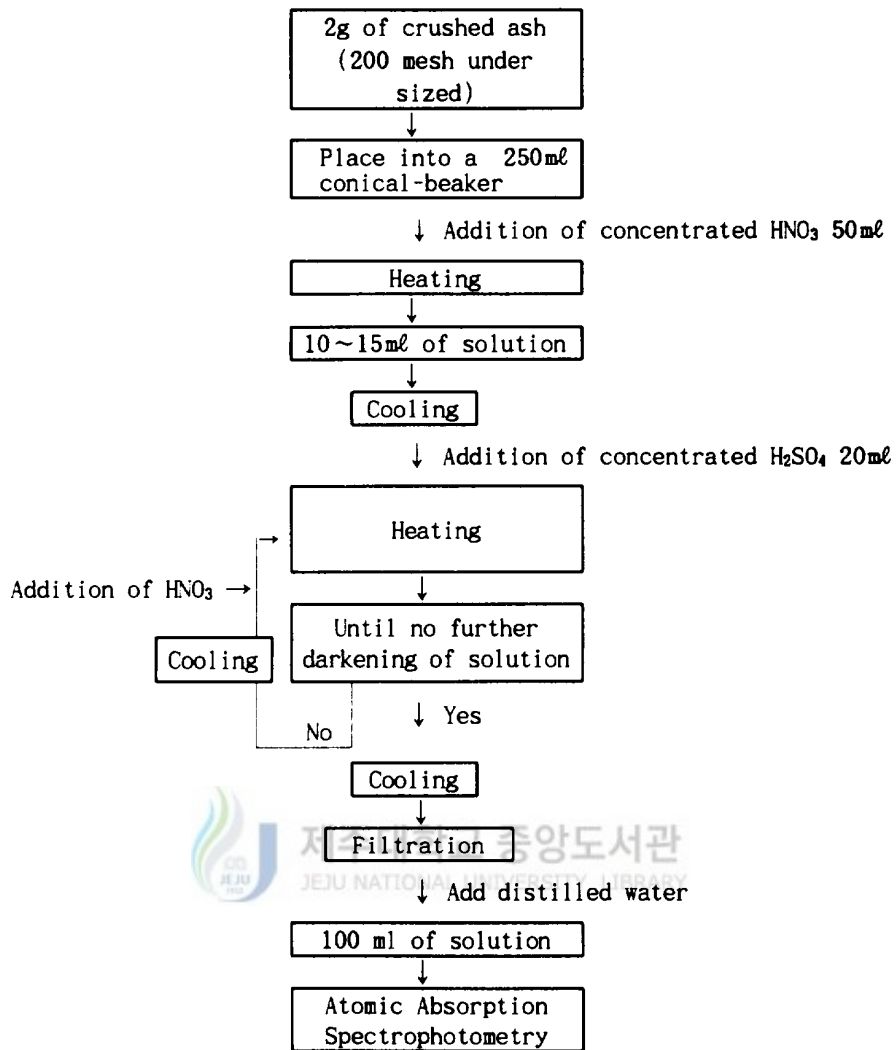 2g of crushed ash
(200 mesh under
sized)
↓
Place into a 250㎖
conical-beaker
↓ Addition of concentrated HNO₃ 50㎖
Heating
↓
10~15㎖ of solution
↓
Cooling
↓ Addition of concentrated H₂SO₄ 20㎖
Heating
↓
Addition of HNO₃ →
Until no further
darkening of solution
Cooling
↓ Yes
No
Cooling
↓
Filtration
제주대학교 중앙도서관
JEJU NATIONAL UNIVERSITY LIBRARY
JEJU
1952
↓ Add distilled water
100 ml of solution
↓
Atomic Absorption
Spectrophotometry